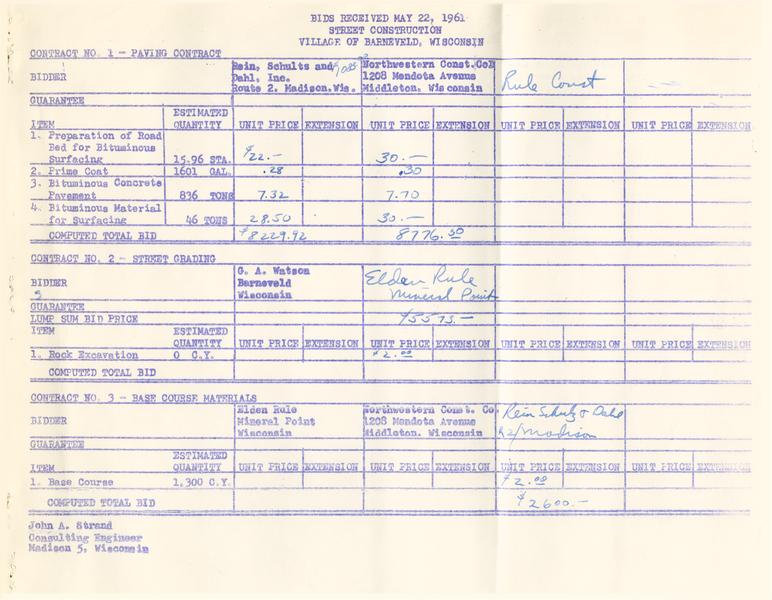 BIDS RECEIVED MAY 22, 1961
STREET CONSTRUCTION
VILLAGE OF BARNEVELD, WISCONSIN
CONTRACT NO. 1 - PAVING CONTRACT
BIDDER
Rein, Schultz and
Dahl, Inc.
Route 2. Madison.Wis.
Northwestern Const.Co
1208 Mendota Avenue
Middleton, Wisconsin
Rule Const
GUARANTEE
ITEM ESTIMATED QUANTITY UNIT PRICE EXTENSION UNIT PRICE EXTENSION UNIT PRICE EXTENSION UNIT PRICE EXTENSION
1. Preparation of Road
Bed for Bituminous
Surfacing 15.96 STA. $22.— 30.—
2. Prime Coat 1601 GAL. .28 .30
3. Bituminous Concrete
Pavement 836 TONS 7.32 7.70
4. Bituminous Material
for Surfacing 46 TONS 28.50 30.—
COMPUTED TOTAL BID $8229.92 8776.50
CONTRACT NO. 2 - STREET GRADING
BIDDER
G. A. Watson
Barneveld
Wisconsin
Elden Rule
Mineral Point
GUARANTEE
LUMP SUM BID PRICE $5573.—
ITEM ESTIMATED QUANTITY UNIT PRICE EXTENSION UNIT PRICE EXTENSION UNIT PRICE EXTENSION UNIT PRICE EXTENSION
1. Rock Excavation 0 C.Y. $2.00
COMPUTED TOTAL BID
CONTRACT NO. 3 - BASE COURSE MATERIALS
BIDDER
Elden Rule
Mineral Point
Wisconsin
Northwestern Const. Co
1208 Mendota Avenue
Middleton. Wisconsin
Rein Schultz & Dahl
R2/Madison
GUARANTEE
ITEM ESTIMATED QUANTITY UNIT PRICE EXTENSION UNIT PRICE EXTENSION UNIT PRICE EXTENSION UNIT PRICE EXTENSION
1. Base Course 1,300 C.Y. $2.00
COMPUTED TOTAL BID $2600.—
John A. Strand
Consulting Engineer
Madison 5, Wisconsin